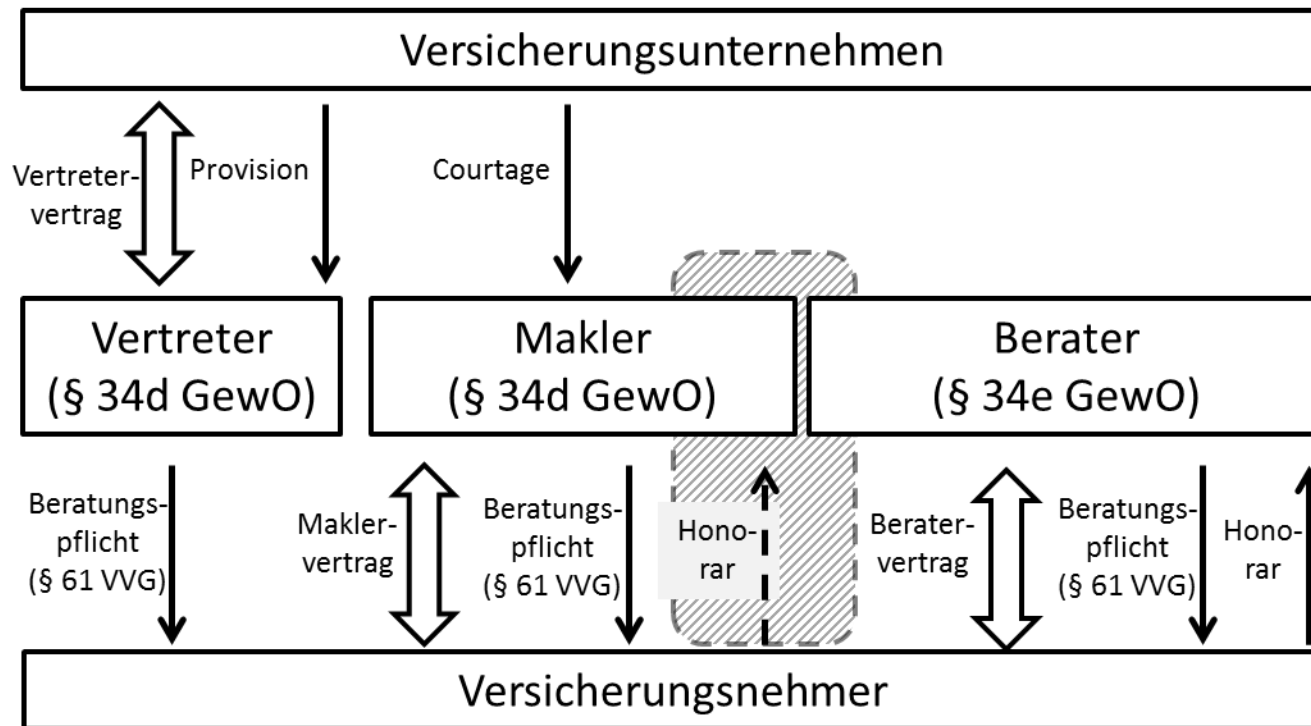 Versicherungsunternehmen
Vertreter-
vertrag
Provision
Courtage
Vertreter
(§ 34d GewO)
Makler
(§ 34d GewO)
Berater
(§ 34e GewO)
Beratungs-
pflicht
(§ 61 VVG)
Makler-
vertrag
Beratungs-
pflicht
(§ 61 VVG)
Hono-
rar
Berater-
vertrag
Beratungs-
pflicht
(§ 61 VVG)
Hono-
rar
Versicherungsnehmer